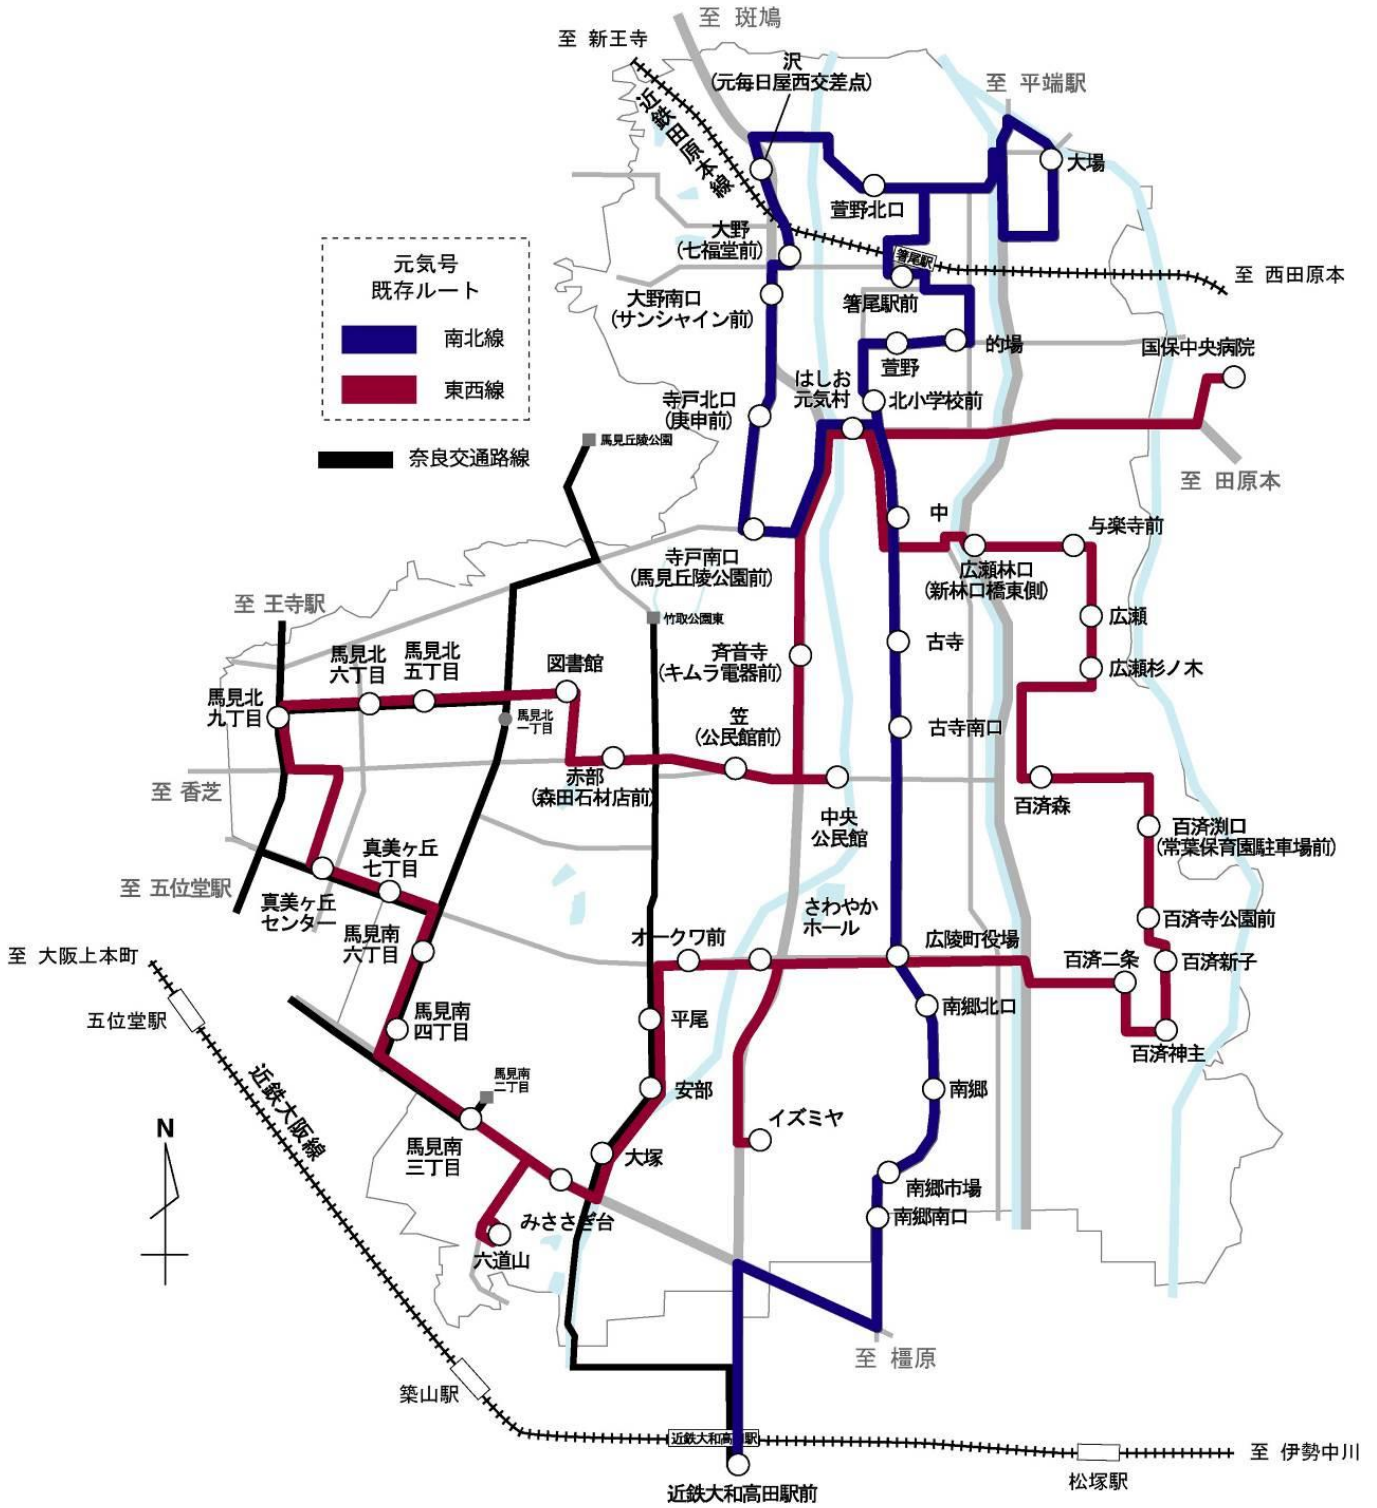 至 斑鳩
至 新王寺
沢
(元毎日屋西交差点)
至 平端駅
近鉄田原本線
大場
萱野北口
大野
(七福堂前)
箸尾駅
元気号
既存ルート
南北線
東西線
奈良交通路線
至 西田原本
大野南口
(サンシャイン前)
箸尾駅前
的場
萱野
国保中央病院
はしお
元気村
北小学校前
寺戸北口
(庚申前)
馬見丘陵公園
至 田原本
中
与楽寺前
寺戸南口
(馬見丘陵公園前)
広瀬林口
(新林口橋東側)
至 王寺駅
竹取公園東
広瀬
馬見北
六丁目
馬見北
五丁目
図書館
斉音寺
(キムラ電器前)
古寺
広瀬杉ノ木
馬見北
九丁目
馬見北
一丁目
笠
(公民館前)
古寺南口
至 香芝
赤部
(森田石材店前)
中央
公民館
百済森
百済渕口
(常葉保育園駐車場前)
真美ヶ丘
七丁目
至 五位堂駅
真美ヶ丘
センター
さわやか
ホール
百済寺公園前
馬見南
六丁目
オークワ前
広陵町役場
至 大阪上本町
百済二条
百済新子
五位堂駅
馬見南
四丁目
平尾
南郷北口
百済神主
近鉄大阪線
馬見南
二丁目
安部
南郷
N
イズミヤ
馬見南
三丁目
大塚
南郷市場
みささぎ台
南郷南口
六道山
至 橿原
築山駅
近鉄大和高田駅
至 伊勢中川
松塚駅
近鉄大和高田駅前